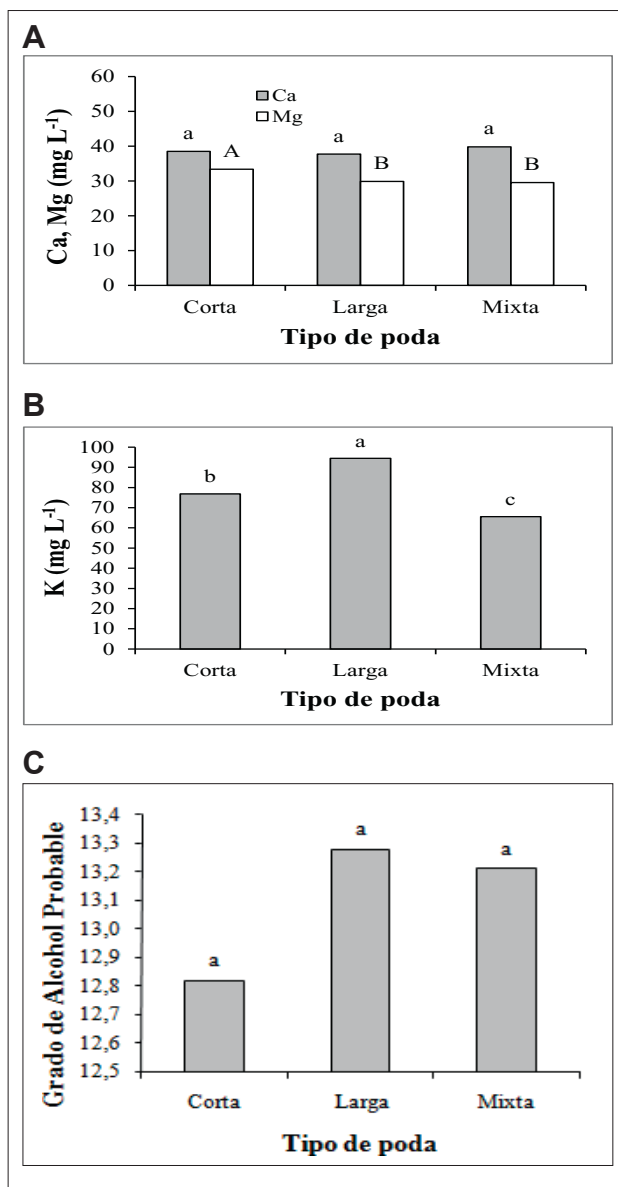 A
Ca, Mg (mg L-1)
60
50
40
30
20
10
0
Ca
Mg
a
A
a
B
a
B
Corta Larga Mixta
Tipo de poda
B
K (mg L-1)
100
90
80
70
60
50
40
30
20
10
0
b
a
c
Corta Larga Mixta
Tipo de poda
C
Grado de Alcohol Probable
13,4
13,3
13,2
13,1
13,0
12,9
12,8
12,7
12,6
12,5
a
a
a
Corta Larga Mixta
Tipo de poda